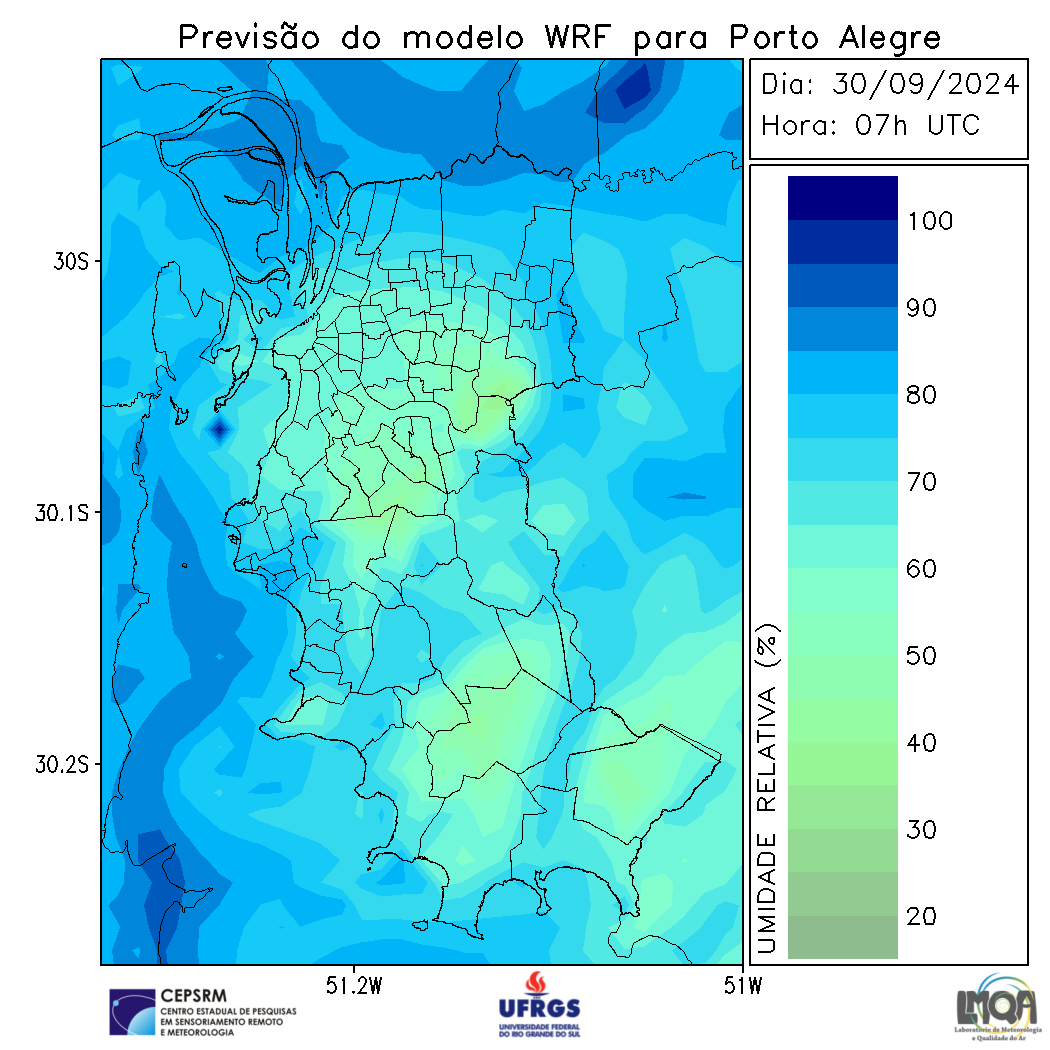 Previsão do modelo WRF para Porto Alegre
Dia: 30/09/2024
Hora: 07h UTC
30S
30.1S
30.2S
51.2W
51W
100
90
80
70
60
50
40
30
20
UMIDADE RELATIVA (%)
CEPSRM
CENTRO ESTADUAL DE PESQUISAS
EM SENSORIAMENTO REMOTO
E METEOROLOGIA
UFRGS
UNIVERSIDADE FEDERAL
DO RIO GRANDE DO SUL
LMQA
Laboratório de Meteorologia
e Qualidade do Ar